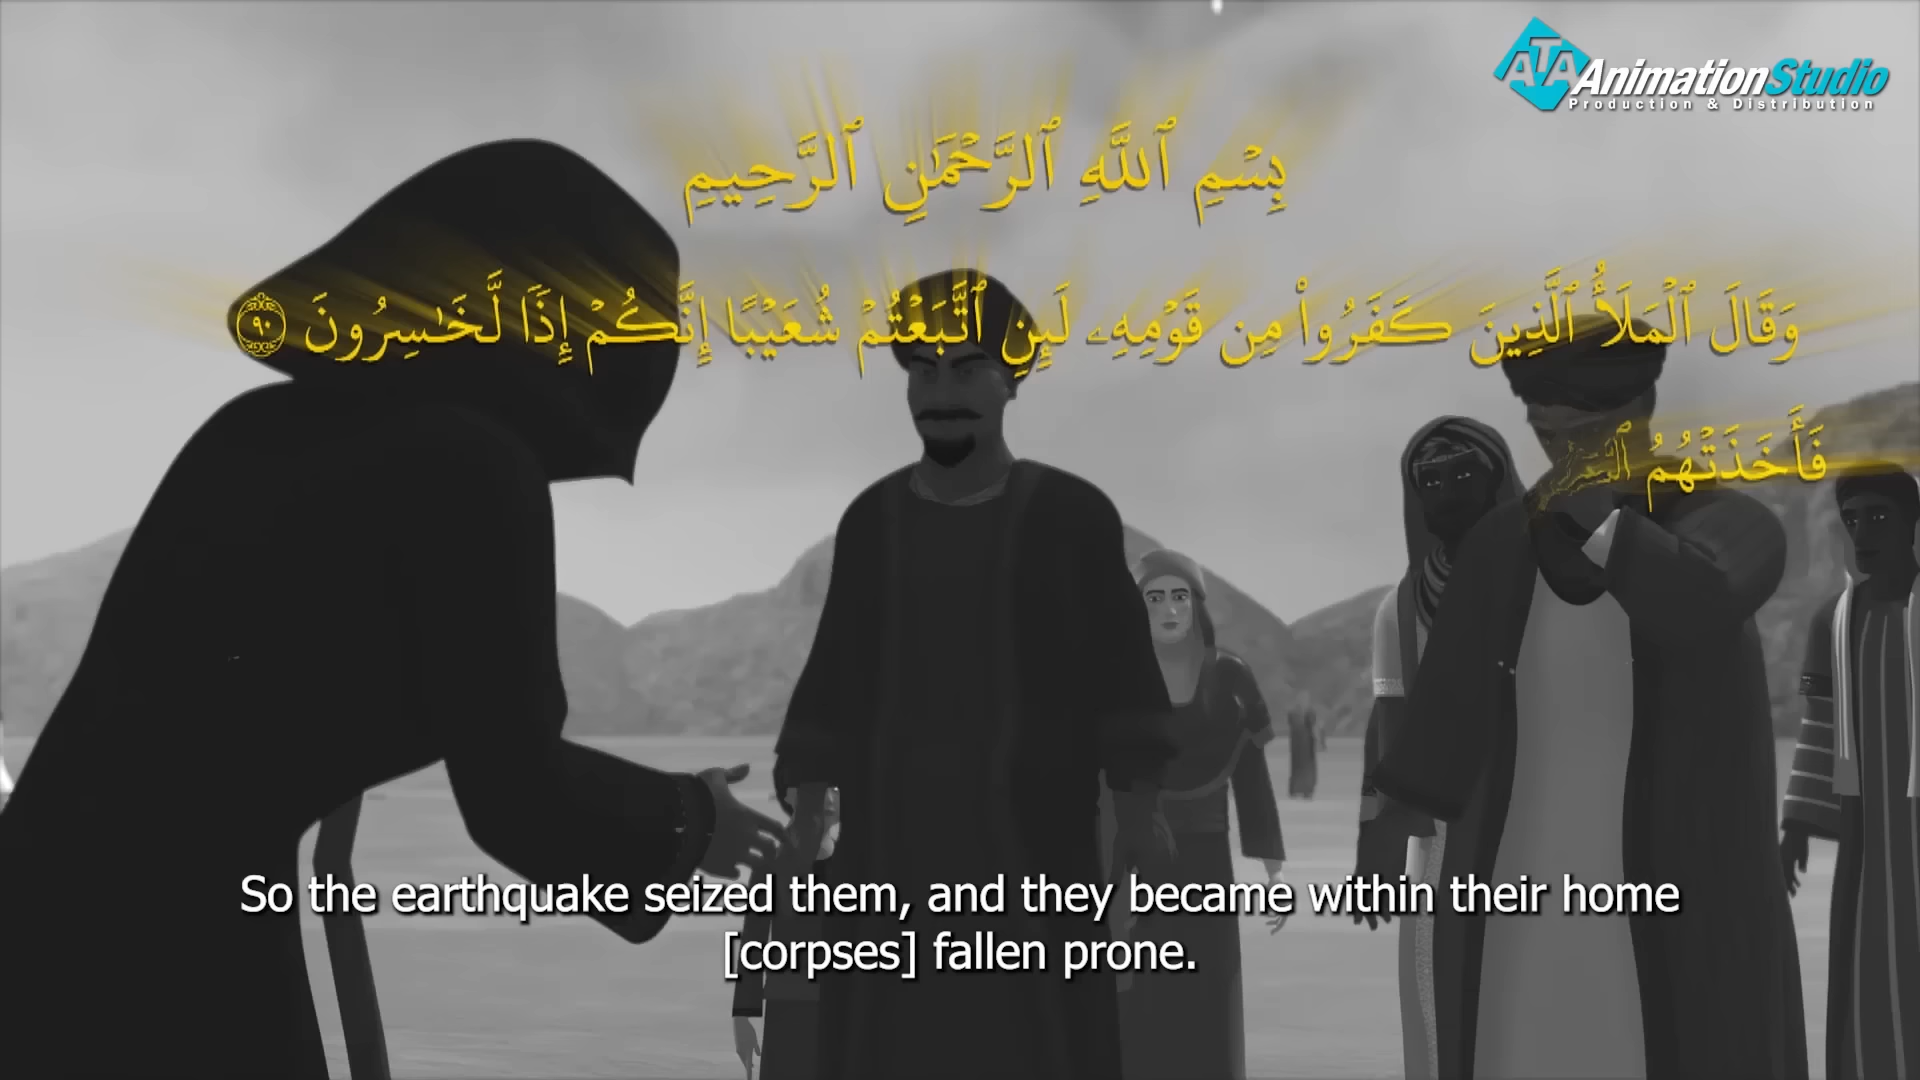 ATA AnimationStudio
Production & Distribution
بِسْمِ ٱللَّهِ ٱلرَّحْمَٰنِ ٱلرَّحِيمِ
وَقَالَ ٱلْمَلَأُ ٱلَّذِينَ كَفَرُوا۟ مِن قَوْمِهِۦ لَئِنِ ٱتَّبَعْتُمْ شُعَيْبًا إِنَّكُمْ إِذًا لَّخَٰسِرُونَ ٩٠
فَأَخَذَتْهُمُ
So the earthquake seized them, and they became within their home
[corpses] fallen prone.